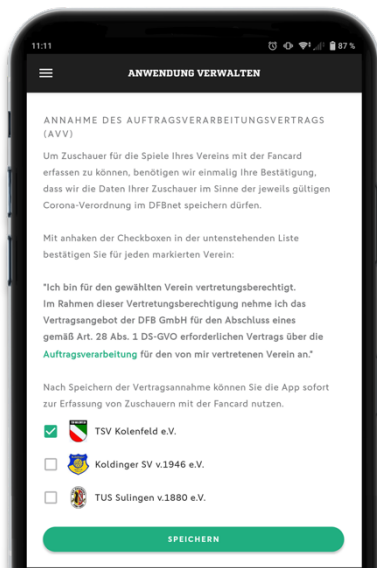 11:11
87 %
ANWENDUNG VERWALTEN
ANNAHME DES AUFTRAGSVERARBEITUNGSVERTRAGS
(AVV)
Um Zuschauer für die Spiele Ihres Vereins mit der Fancard
erfassen zu können, benötigen wir einmalig Ihre Bestätigung,
dass wir die Daten Ihrer Zuschauer im Sinne der jeweils gültigen
Corona-Verordnung im DFBnet speichern dürfen.
Mit anhaken der Checkboxen in der untenstehenden Liste
bestätigen Sie für jeden markierten Verein:
"Ich bin für den gewählten Verein vertretungsberechtigt.
Im Rahmen dieser Vertretungsberechtigung nehme ich das
Vertragsangebot der DFB GmbH für den Abschluss eines
gemäß Art. 28 Abs. 1 DS-GVO erforderlichen Vertrags über die
Auftragsverarbeitung für den von mir vertretenen Verein an."
Nach Speichern der Vertragsannahme können Sie die App sofort
zur Erfassung von Zuschauern mit der Fancard nutzen.
TSV Kolenfeld e.V.
Koldinger SV v.1946 e.V.
TUS Sulingen v.1880 e.V.
SPEICHERN